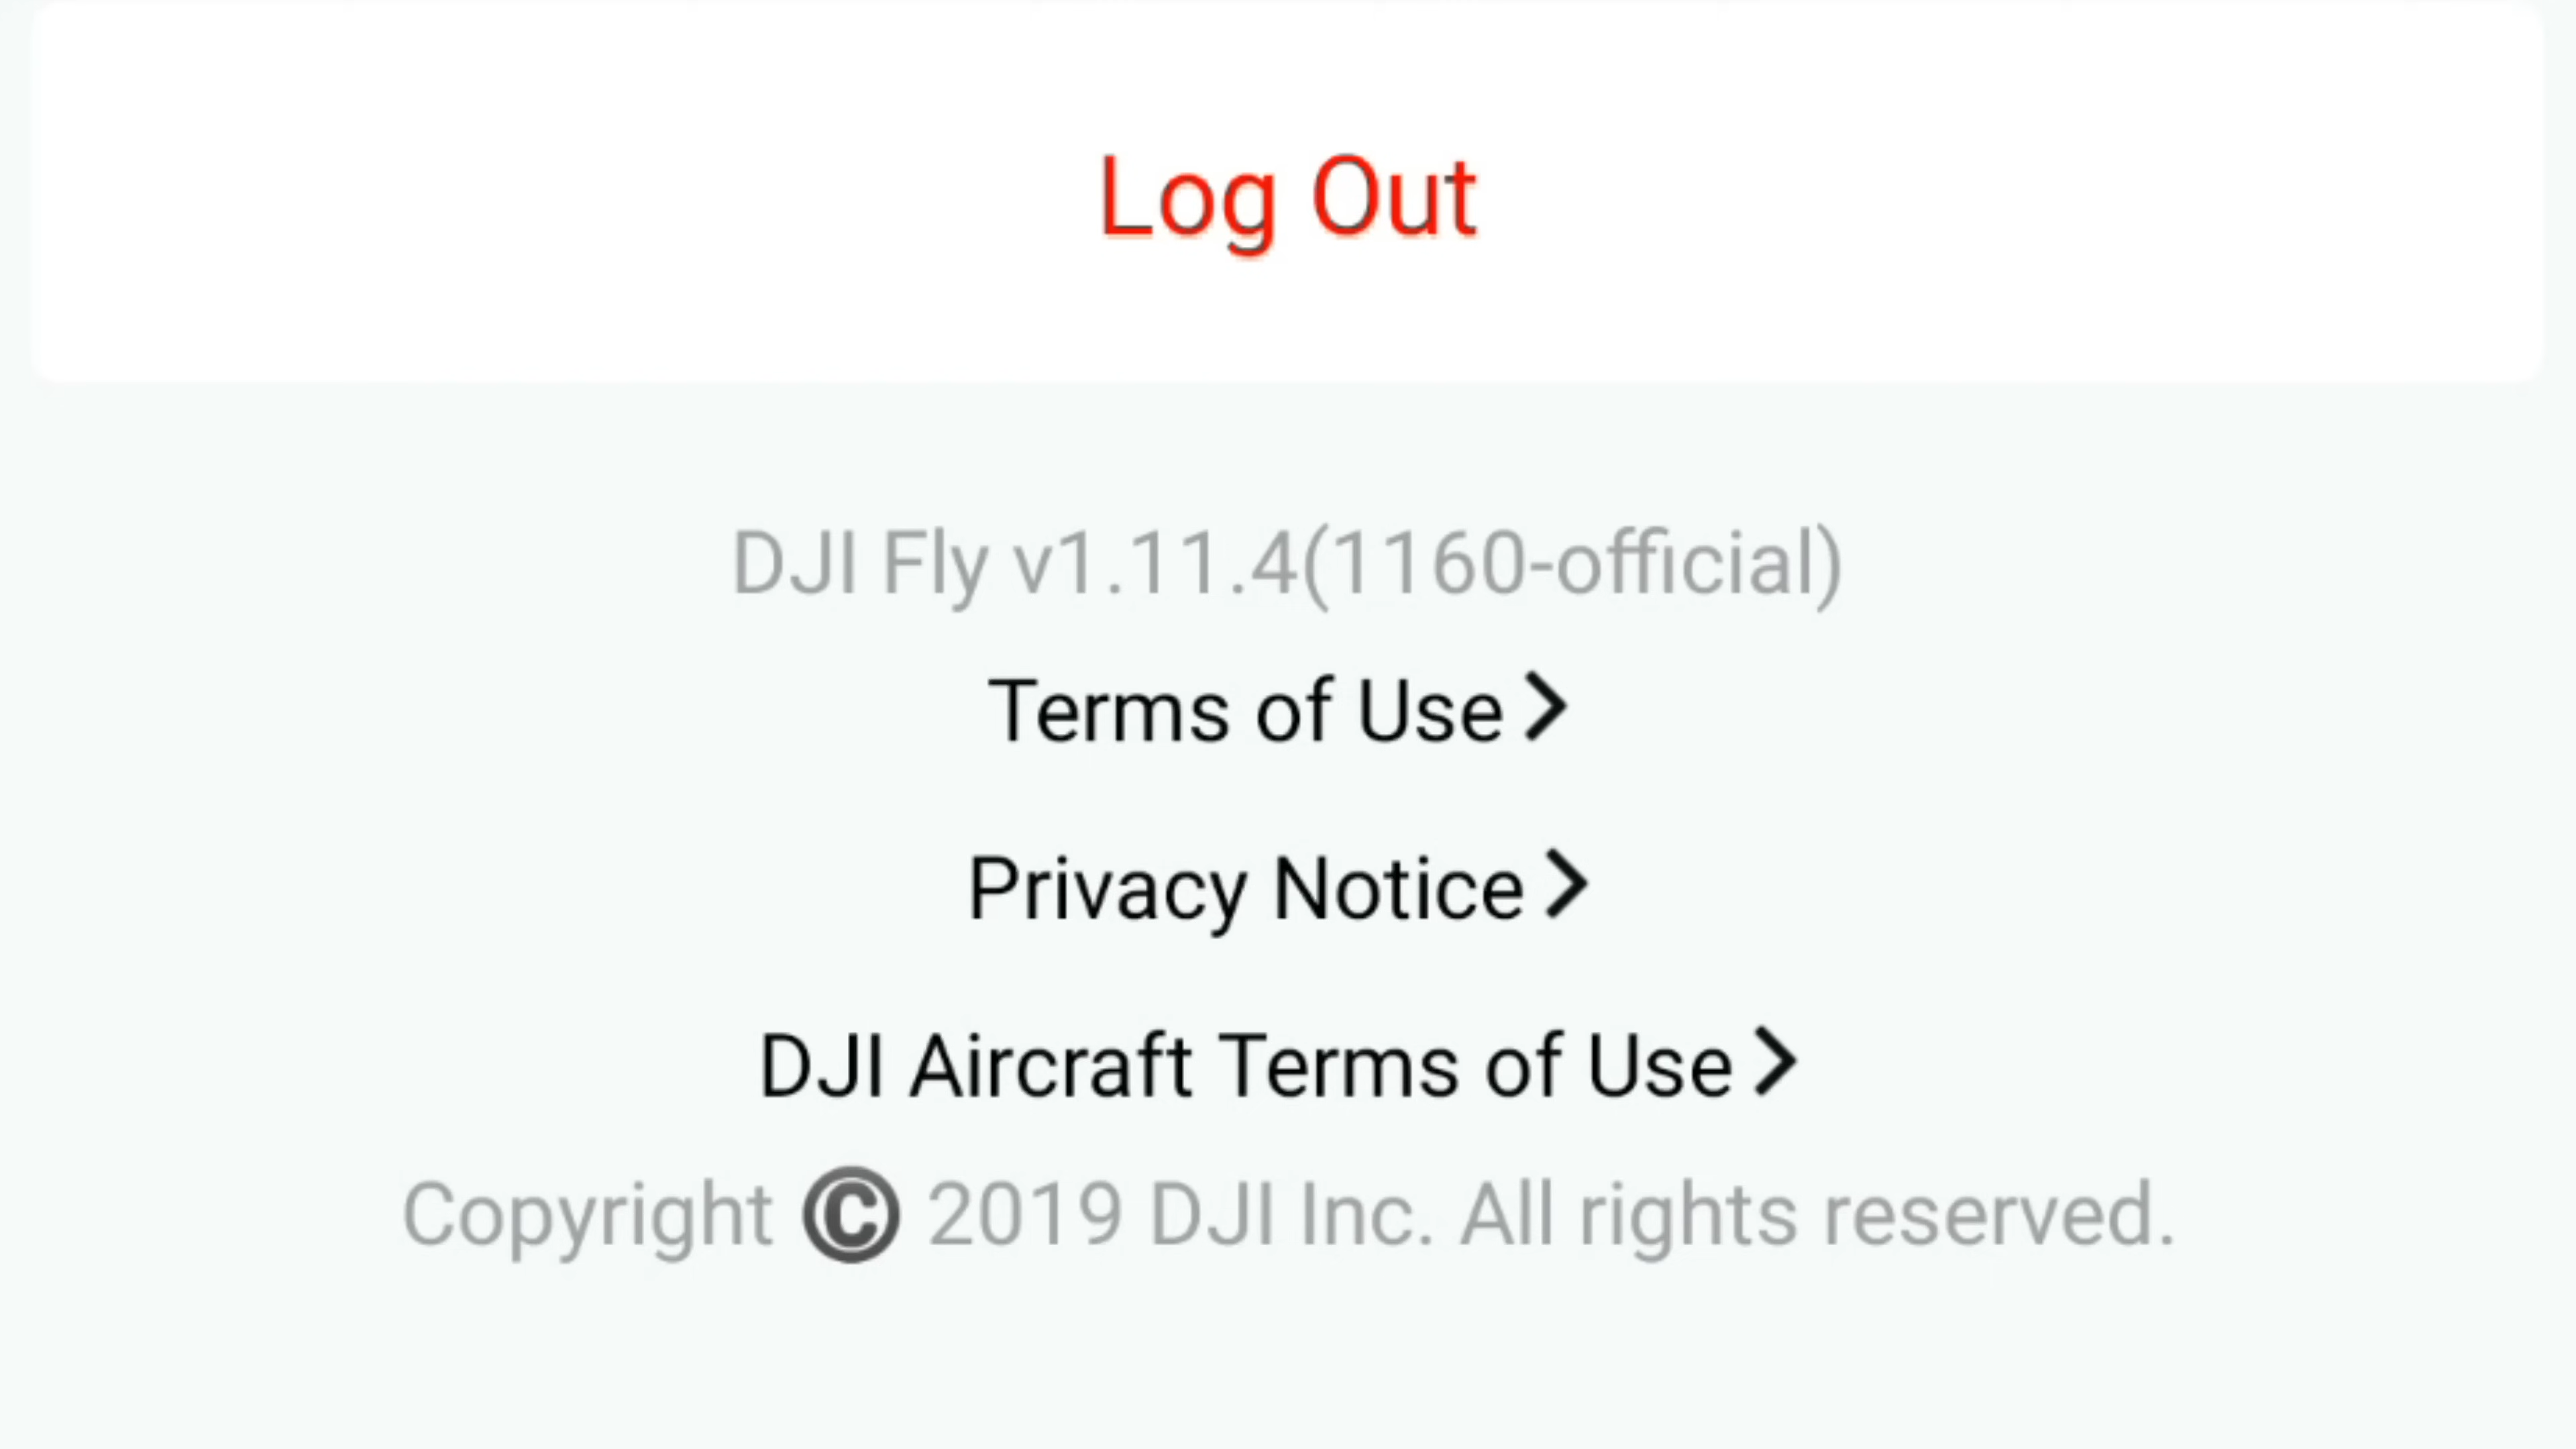 Log Out
DJI Fly v1.11.4(1160-official)
Terms of Use
Privacy Notice
DJI Aircraft Terms of Use
Copyright © 2019 DJI Inc. All rights reserved.